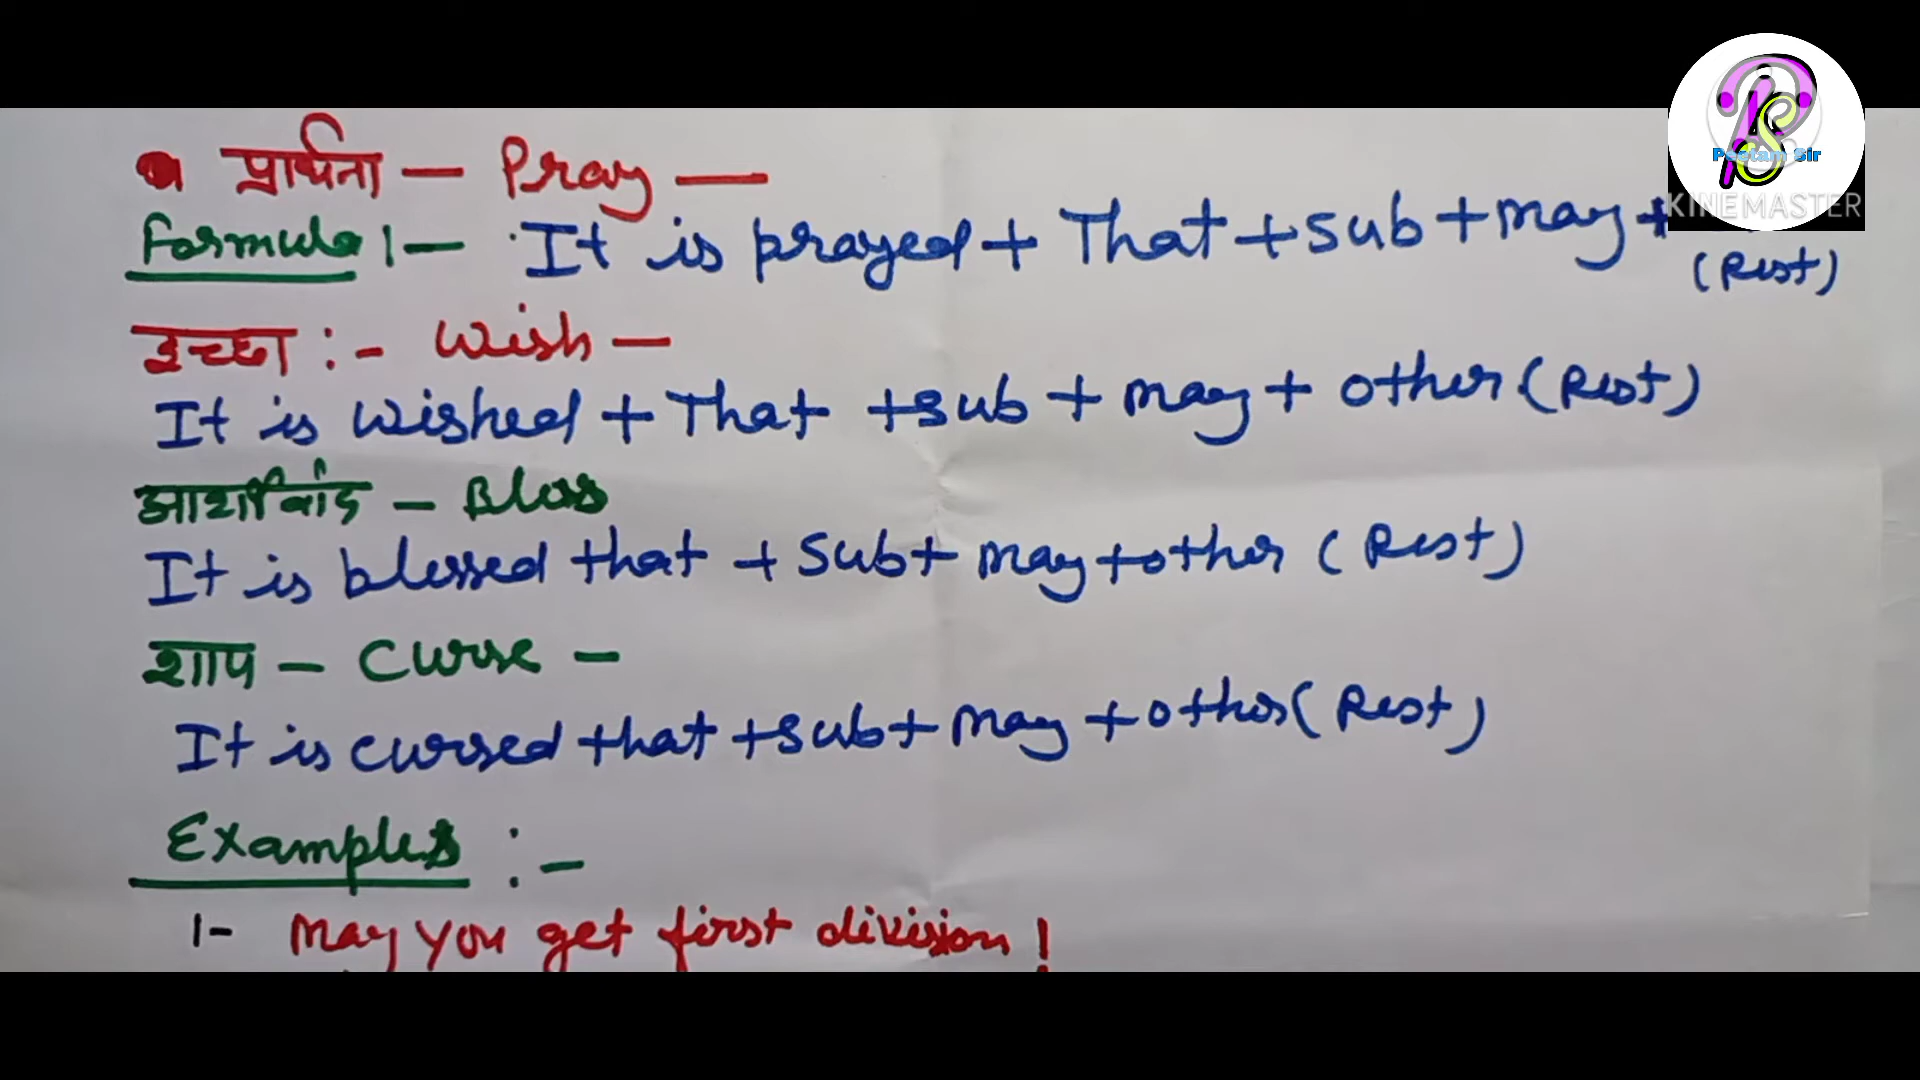 प्रार्थना — Pray —
Formula 1 — It is prayed + That + sub + may +
(Rest)
इच्छा :- Wish —
It is wished + That + sub + may + other (Rest)
आर्शीवाद — Bless
It is blessed that + Sub + may + other (Rest)
शाप — Curse —
It is cursed that + sub + may + other (Rest)
Examples :-
1- May you get first division !
Peetam Sir
KINEMASTER